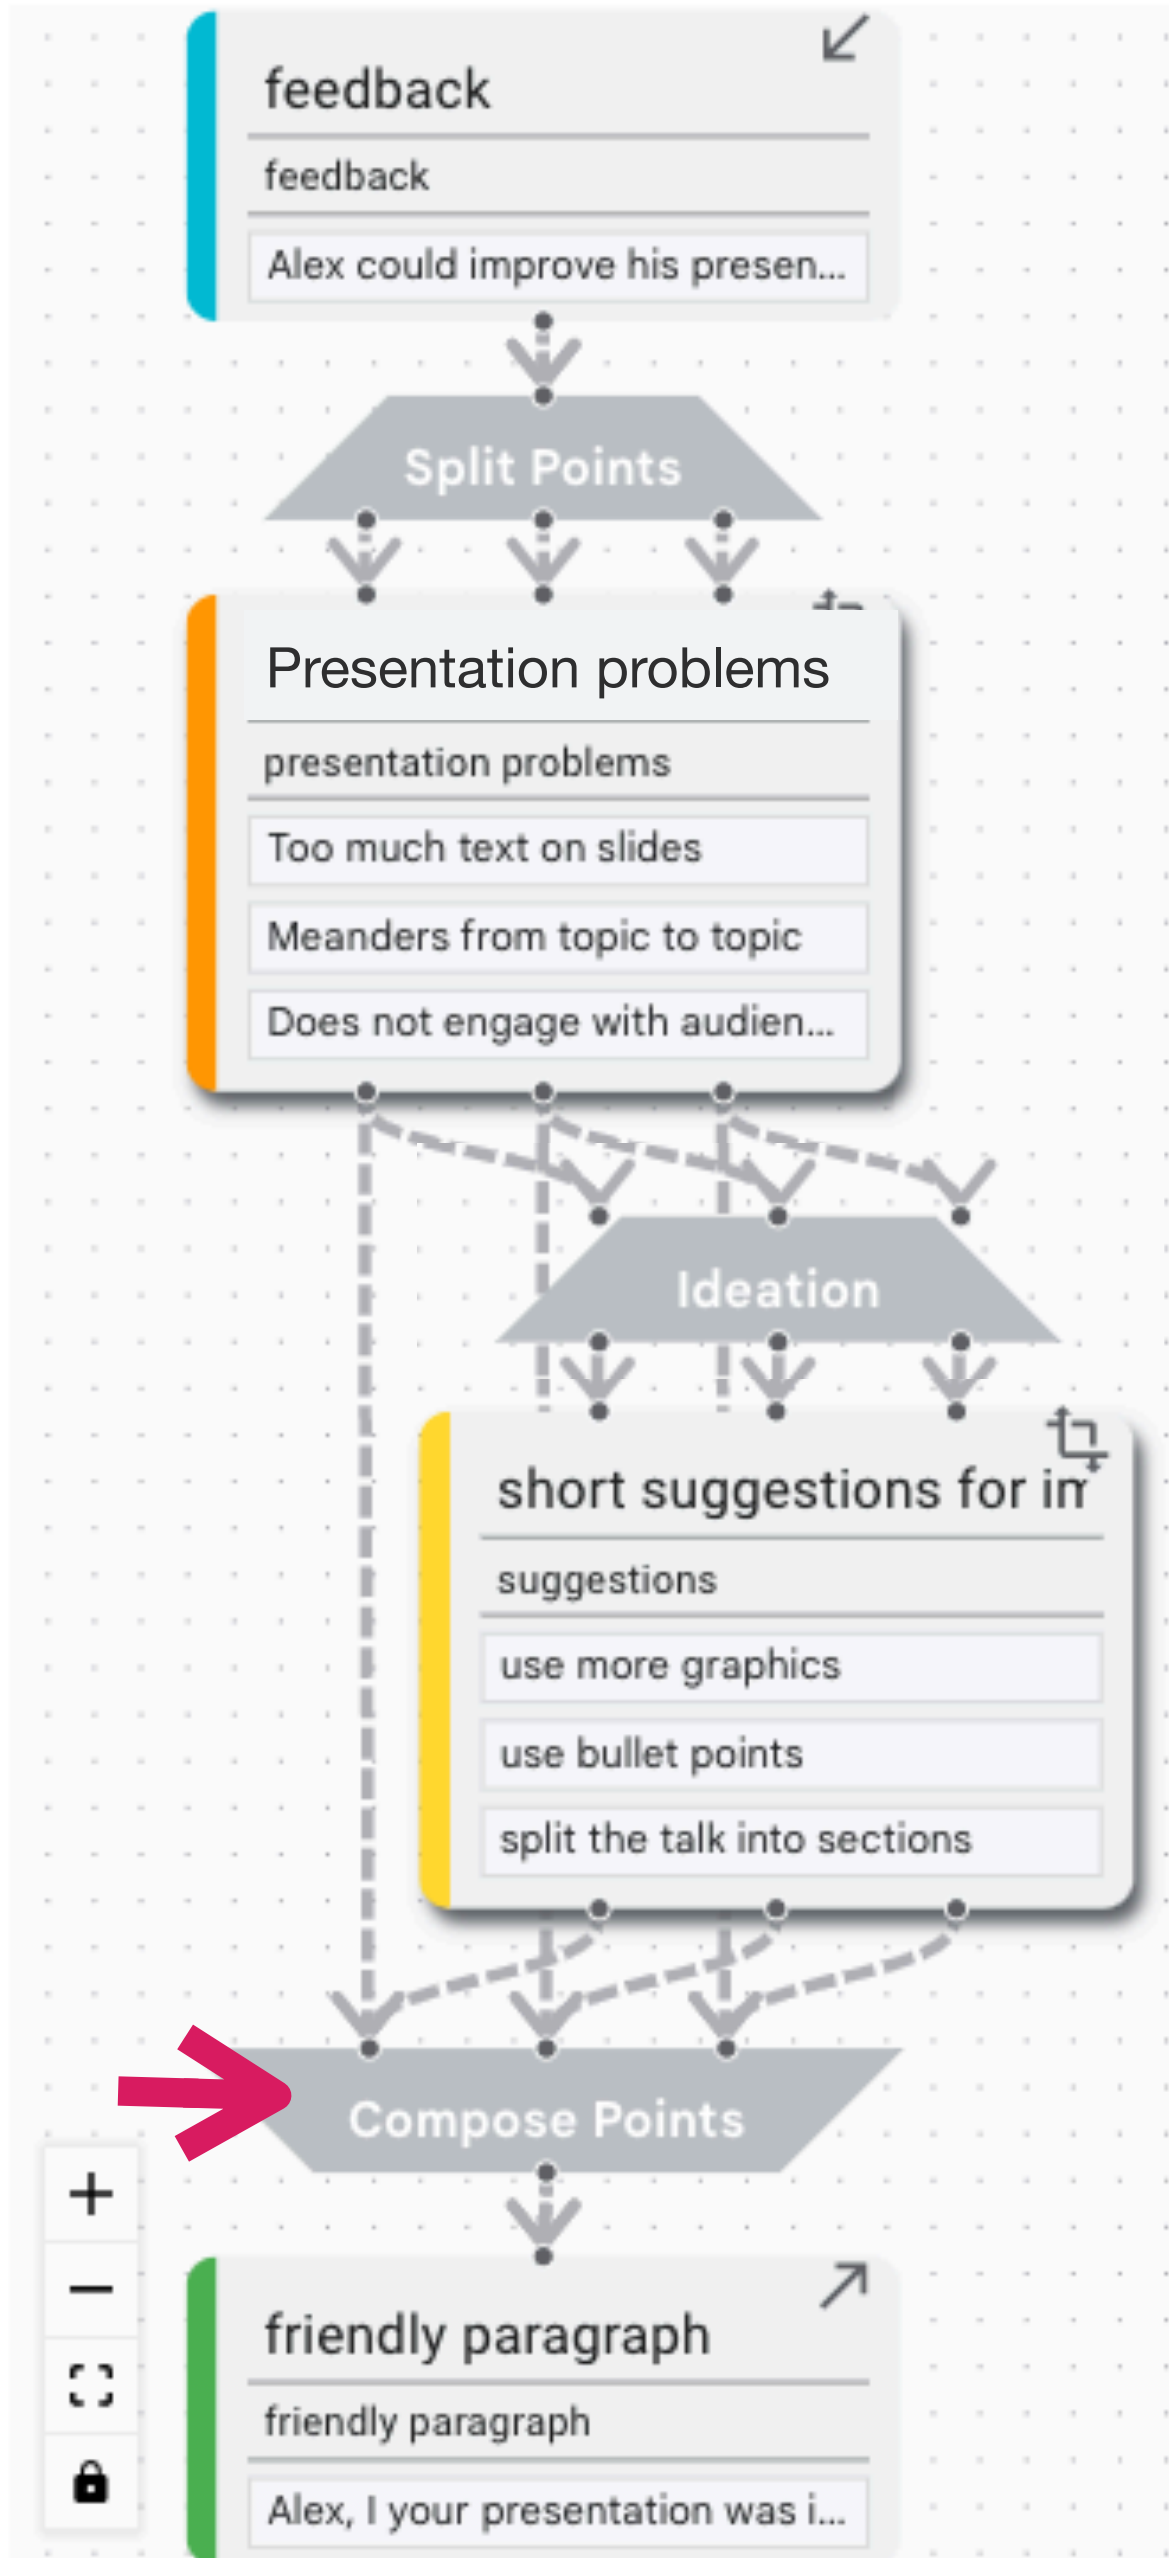 feedback
feedback
Alex could improve his presen...
Split Points
Presentation problems
presentation problems
Too much text on slides
Meanders from topic to topic
Does not engage with audien...
Ideation
short suggestions for im
suggestions
use more graphics
use bullet points
split the talk into sections
Compose Points
friendly paragraph
friendly paragraph
Alex, I your presentation was i...